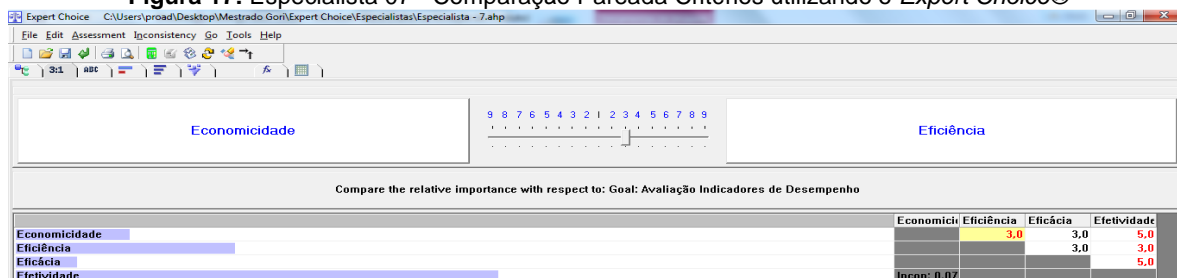 Figura 17: Especialista 07 - Comparação Pareada Critérios utilizando o Expert Choice®
Expert Choice C:\Users\proad\Desktop\Mestrado Gori\Expert Choice\Especialistas\Especialista - 7.ahp
File Edit Assessment Inconsistency Go Tools Help
3:1 ABC fx
9 8 7 6 5 4 3 2 1 2 3 4 5 6 7 8 9
Economicidade Eficiência
Compare the relative importance with respect to: Goal: Avaliação Indicadores de Desempenho
Economici Eficiência Eficácia Efetividade
Economicidade 3,0 3,0 5,0
Eficiência 3,0 3,0
Eficácia 5,0
Efetividade Incon: 0,07